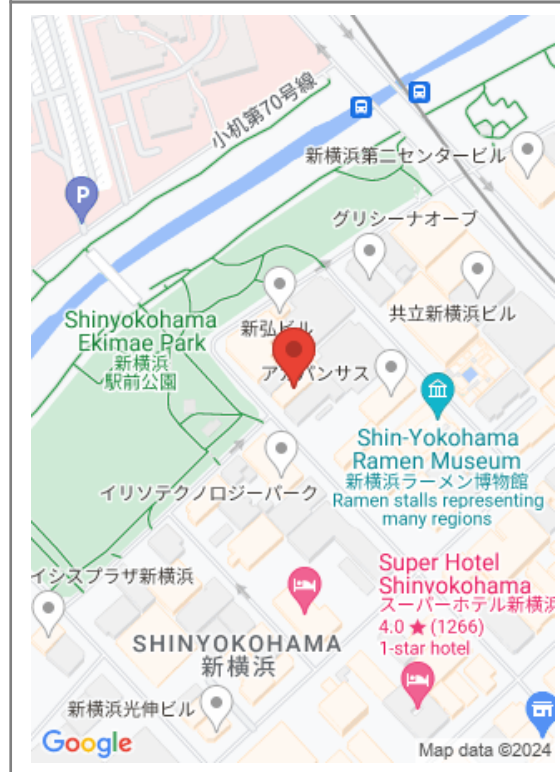 小机第70号線
P
新横浜第二センタービル
グリシーナオーブ
共立新横浜ビル
新弘ビル
Shinyokohama
Ekimae Park
新横浜
駅前公園
パンサス
Shin-Yokohama
Ramen Museum
新横浜ラーメン博物館
Ramen stalls representing
many regions
イリソテクノロジーパーク
Super Hotel
Shinyokohama
スーパーホテル新横浜
4.0 ★ (1266)
1-star hotel
イシスプラザ新横浜
SHINYOKOHAMA
新横浜
新横浜光伸ビル
Google
Map data ©2024